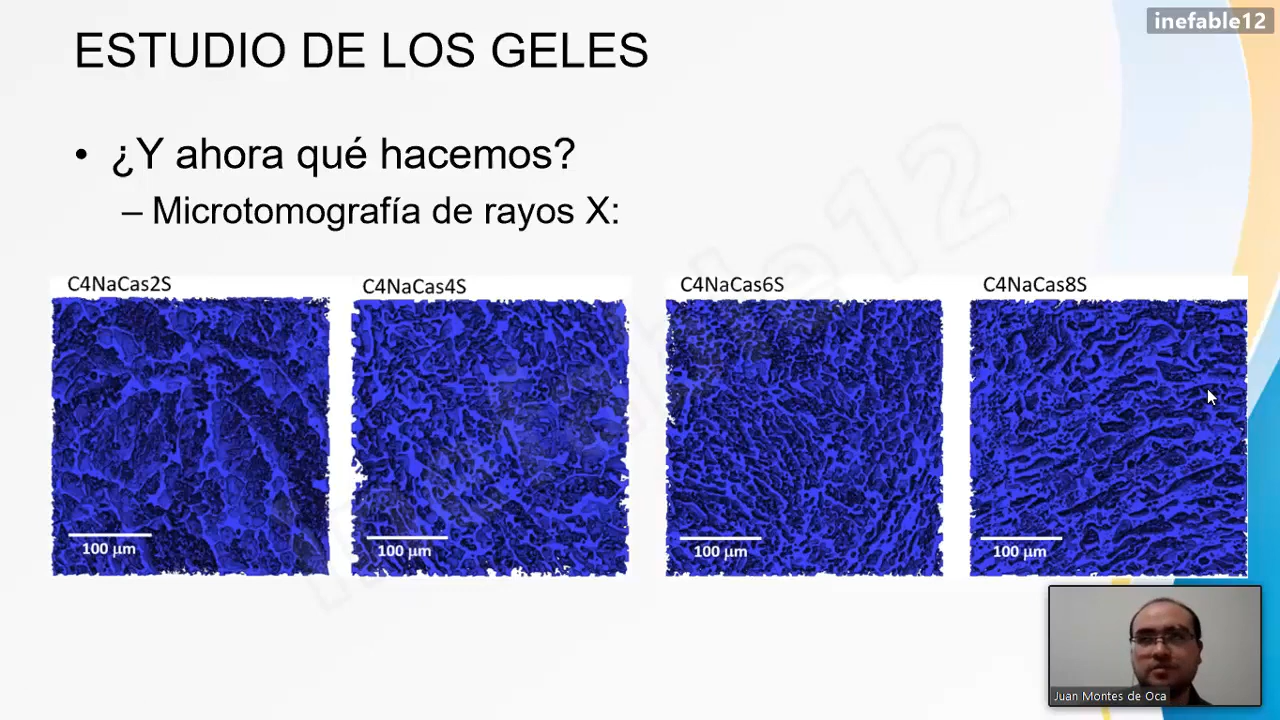 inefable12
ESTUDIO DE LOS GELES
• ¿Y ahora qué hacemos?
– Microtomografía de rayos X:
C4NaCas2S
C4NaCas4S
C4NaCas6S
C4NaCas8S
100 µm
100 µm
100 µm
100 µm
inefable12
Juan Montes de Oca